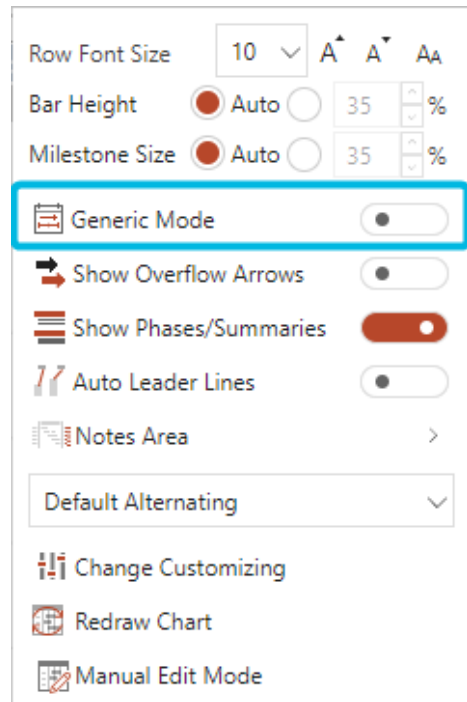 Row Font Size 10 A A AA
Bar Height Auto 35 %
Milestone Size Auto 35 %
Generic Mode
Show Overflow Arrows
Show Phases/Summaries
Auto Leader Lines
Notes Area
Default Alternating
Change Customizing
Redraw Chart
Manual Edit Mode